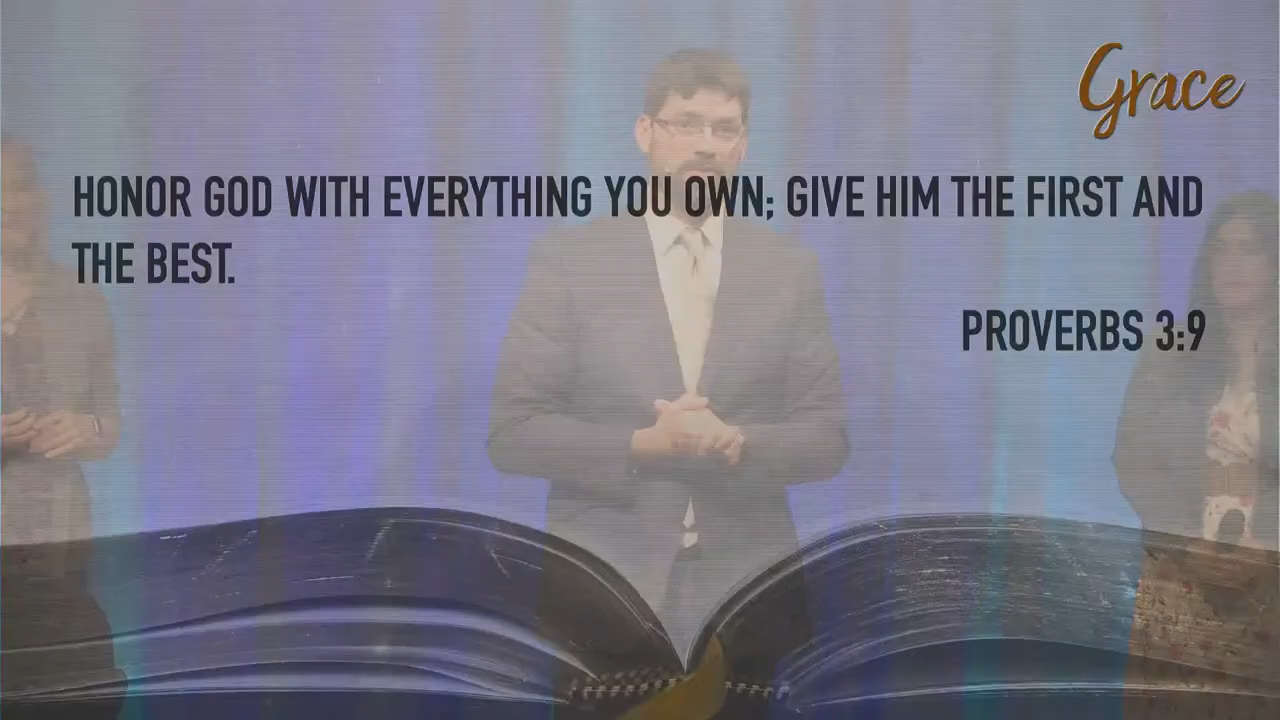 Grace
HONOR GOD WITH EVERYTHING YOU OWN; GIVE HIM THE FIRST AND
THE BEST.
PROVERBS 3:9